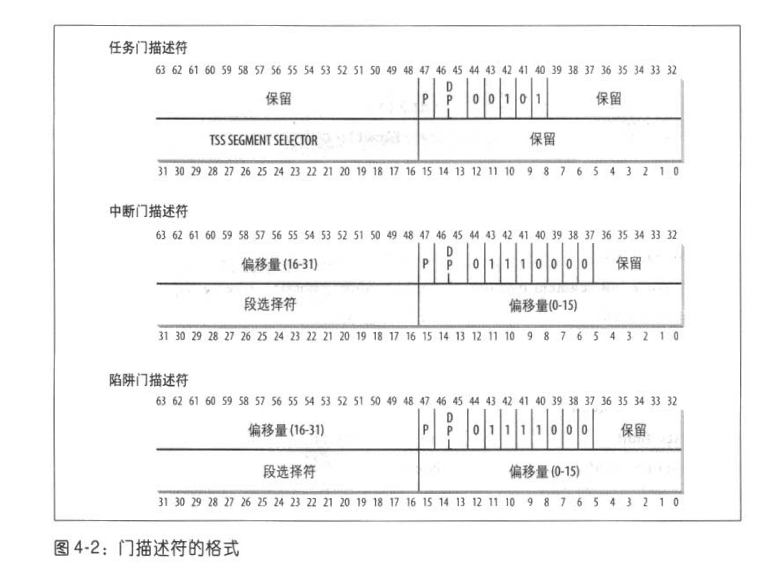 任务门描述符
63 62 61 60 59 58 57 56 55 54 53 52 51 50 49 48 47 46 45 44 43 42 41 40 39 38 37 36 35 34 33 32
保留 P DPL 0 0 1 0 1 保留
TSS SEGMENT SELECTOR 保留
31 30 29 28 27 26 25 24 23 22 21 20 19 18 17 16 15 14 13 12 11 10 9 8 7 6 5 4 3 2 1 0
中断门描述符
63 62 61 60 59 58 57 56 55 54 53 52 51 50 49 48 47 46 45 44 43 42 41 40 39 38 37 36 35 34 33 32
偏移量(16-31) P DPL 0 1 1 1 0 0 0 0 保留
段选择符 偏移量(0-15)
31 30 29 28 27 26 25 24 23 22 21 20 19 18 17 16 15 14 13 12 11 10 9 8 7 6 5 4 3 2 1 0
陷阱门描述符
63 62 61 60 59 58 57 56 55 54 53 52 51 50 49 48 47 46 45 44 43 42 41 40 39 38 37 36 35 34 33 32
偏移量(16-31) P DPL 0 1 1 1 1 0 0 0 保留
段选择符 偏移量(0-15)
31 30 29 28 27 26 25 24 23 22 21 20 19 18 17 16 15 14 13 12 11 10 9 8 7 6 5 4 3 2 1 0
图 4-2：门描述符的格式